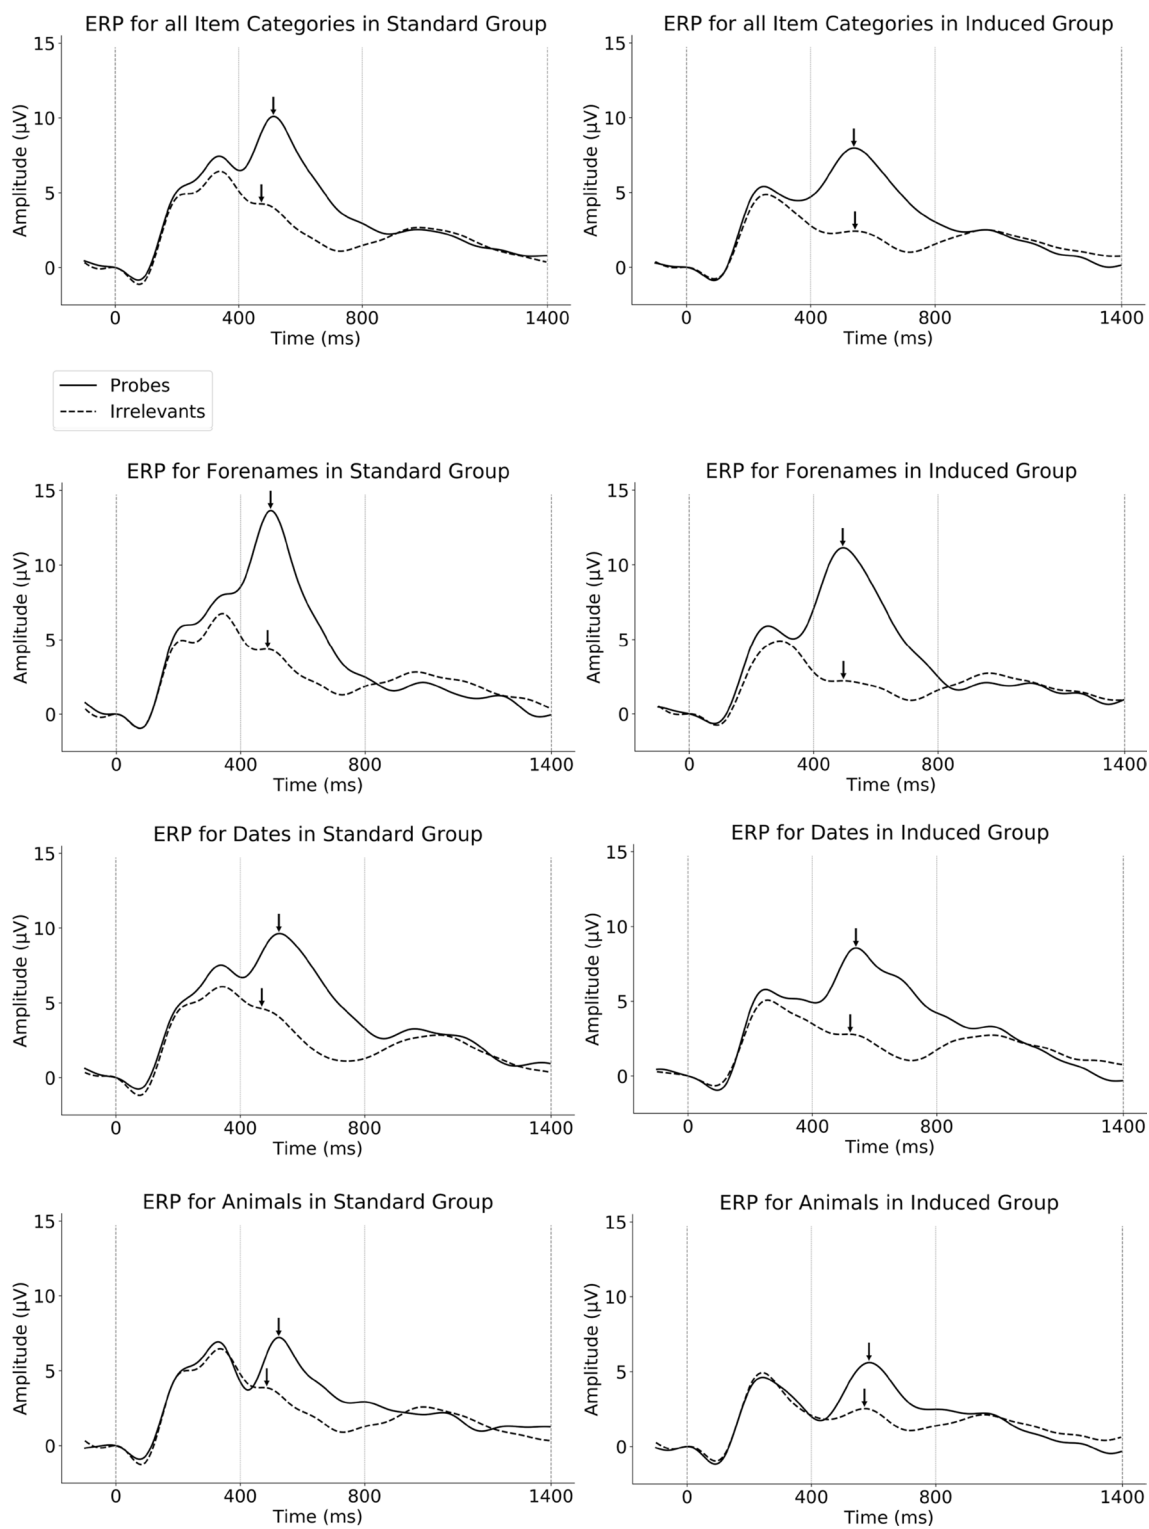 ERP for all Item Categories in Standard Group
15
10
5
0
Amplitude (μV)
0 400 800 1400
Time (ms)
ERP for all Item Categories in Induced Group
15
10
5
0
Amplitude (μV)
0 400 800 1400
Time (ms)
Probes
Irrelevants
ERP for Forenames in Standard Group
15
10
5
0
Amplitude (μV)
0 400 800 1400
Time (ms)
ERP for Forenames in Induced Group
15
10
5
0
Amplitude (μV)
0 400 800 1400
Time (ms)
ERP for Dates in Standard Group
15
10
5
0
Amplitude (μV)
0 400 800 1400
Time (ms)
ERP for Dates in Induced Group
15
10
5
0
Amplitude (μV)
0 400 800 1400
Time (ms)
ERP for Animals in Standard Group
15
10
5
0
Amplitude (μV)
0 400 800 1400
Time (ms)
ERP for Animals in Induced Group
15
10
5
0
Amplitude (μV)
0 400 800 1400
Time (ms)